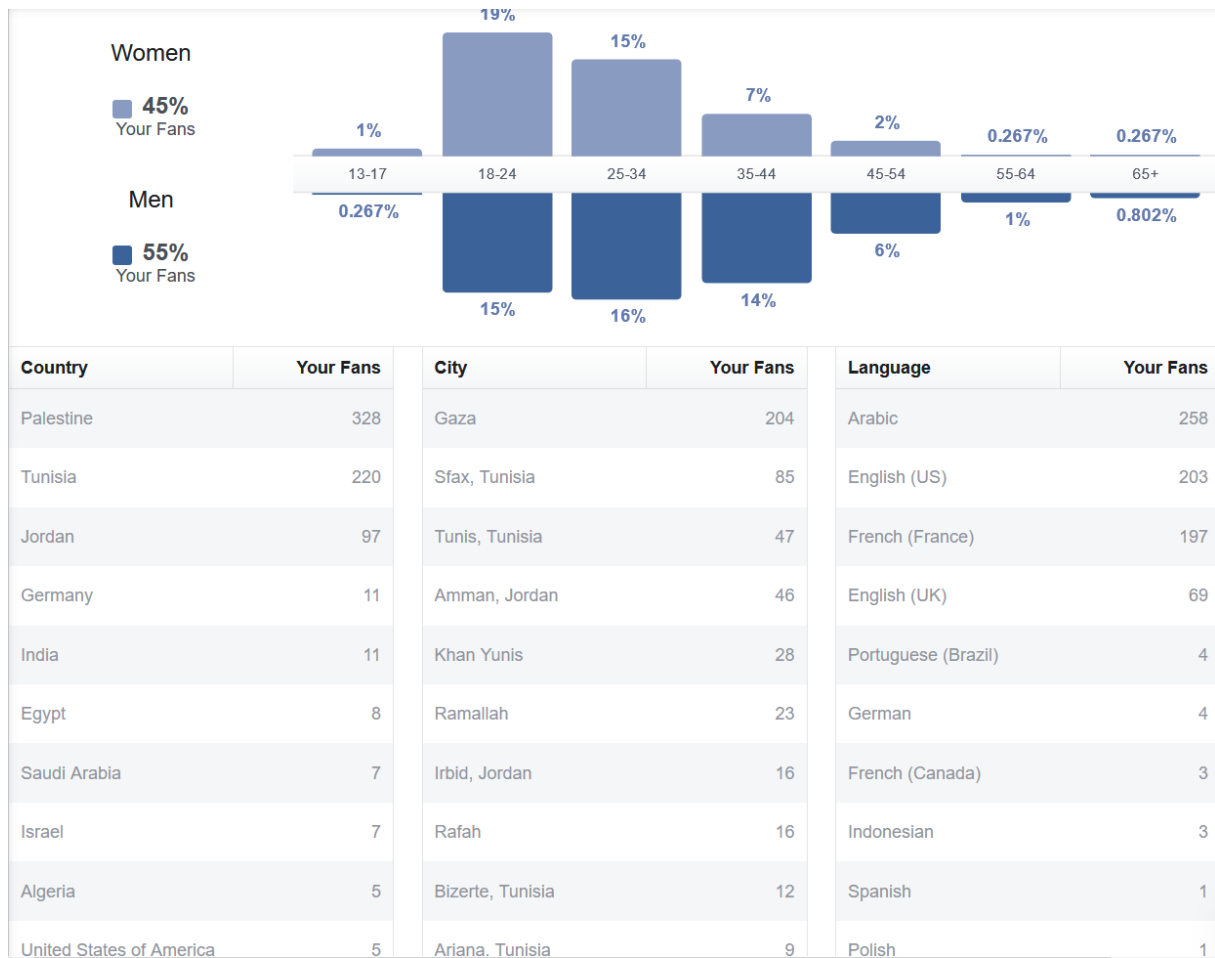 19%
Women
15%
7%
45%
Your Fans
1%
2%
0.267%
0.267%
13-17 18-24 25-34 35-44 45-54 55-64 65+
Men
0.267%
1%
0.802%
55%
Your Fans
6%
15%
16%
14%
Country Your Fans City Your Fans Language Your Fans
Palestine 328 Gaza 204 Arabic 258
Tunisia 220 Sfax, Tunisia 85 English (US) 203
Jordan 97 Tunis, Tunisia 47 French (France) 197
Germany 11 Amman, Jordan 46 English (UK) 69
India 11 Khan Yunis 28 Portuguese (Brazil) 4
Egypt 8 Ramallah 23 German 4
Saudi Arabia 7 Irbid, Jordan 16 French (Canada) 3
Israel 7 Rafah 16 Indonesian 3
Algeria 5 Bizerte, Tunisia 12 Spanish 1
United States of America 5 Ariana, Tunisia 9 Polish 1